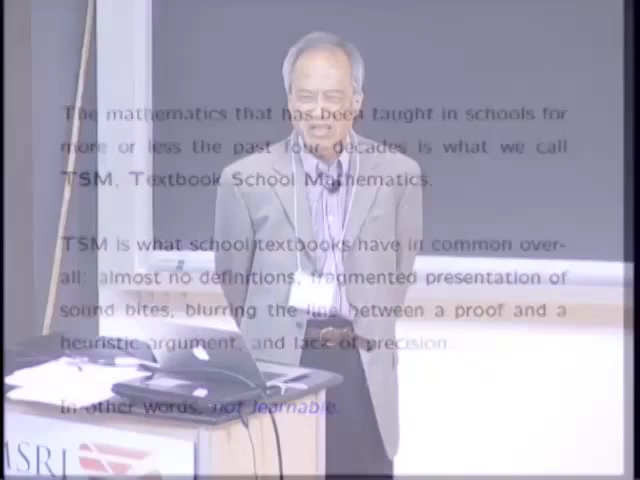 The mathematics that has been taught in schools for
more or less the past four decades is what we call
TSM, Textbook School Mathematics.
TSM is what school textbooks have in common over-
all: almost no definitions, fragmented presentation of
sound bites, blurring the line between a proof and a
heuristic argument, and lack of precision
In other words, not learnable.
MSRI